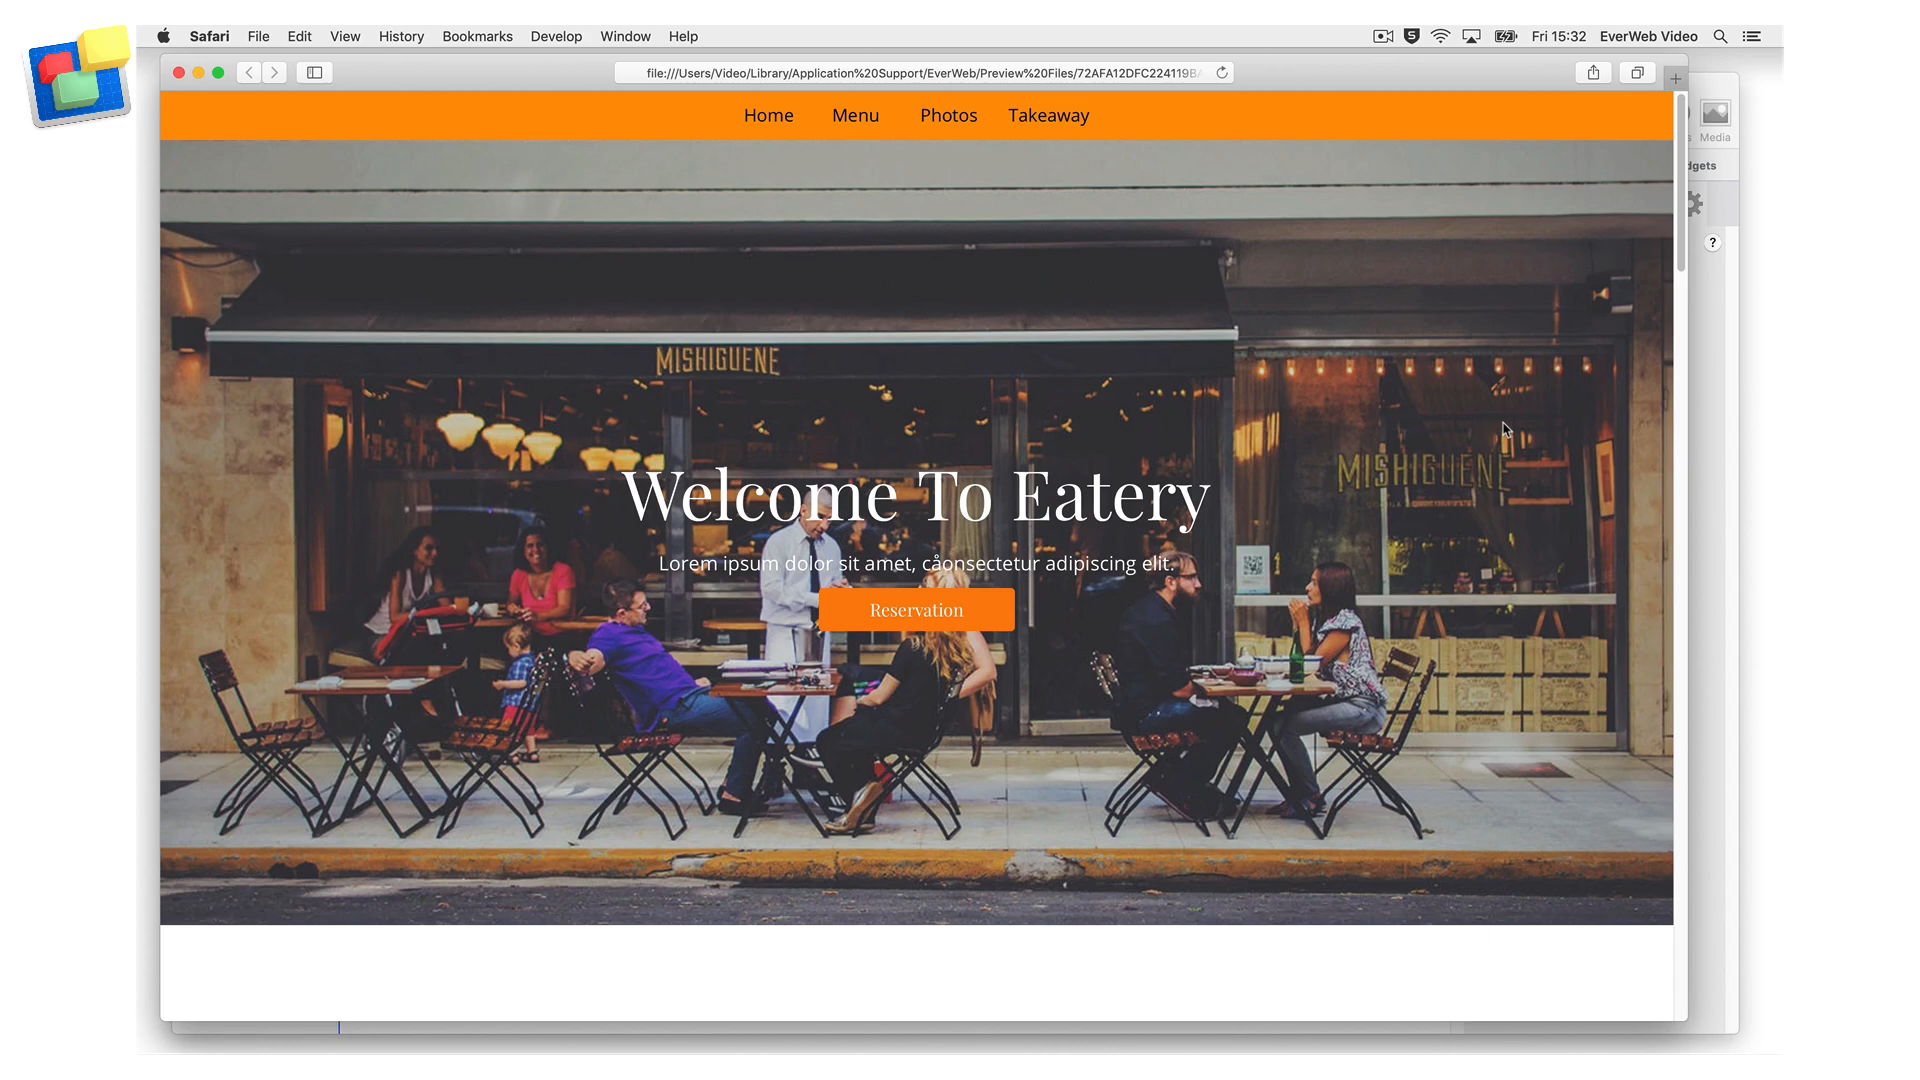 Safari File Edit View History Bookmarks Develop Window Help
S
Fri 15:32 EverWeb Video
file:///Users/Video/Library/Application%20Support/EverWeb/Preview%20Files/72AFA12DFC224119B
+
Home Menu Photos Takeaway
s Media
dgets
?
MISHIGUENE
MISHIGUENE
Welcome To Eatery
Lorem ipsum dolor sit amet, cåonsectetur adipiscing elit.
Reservation